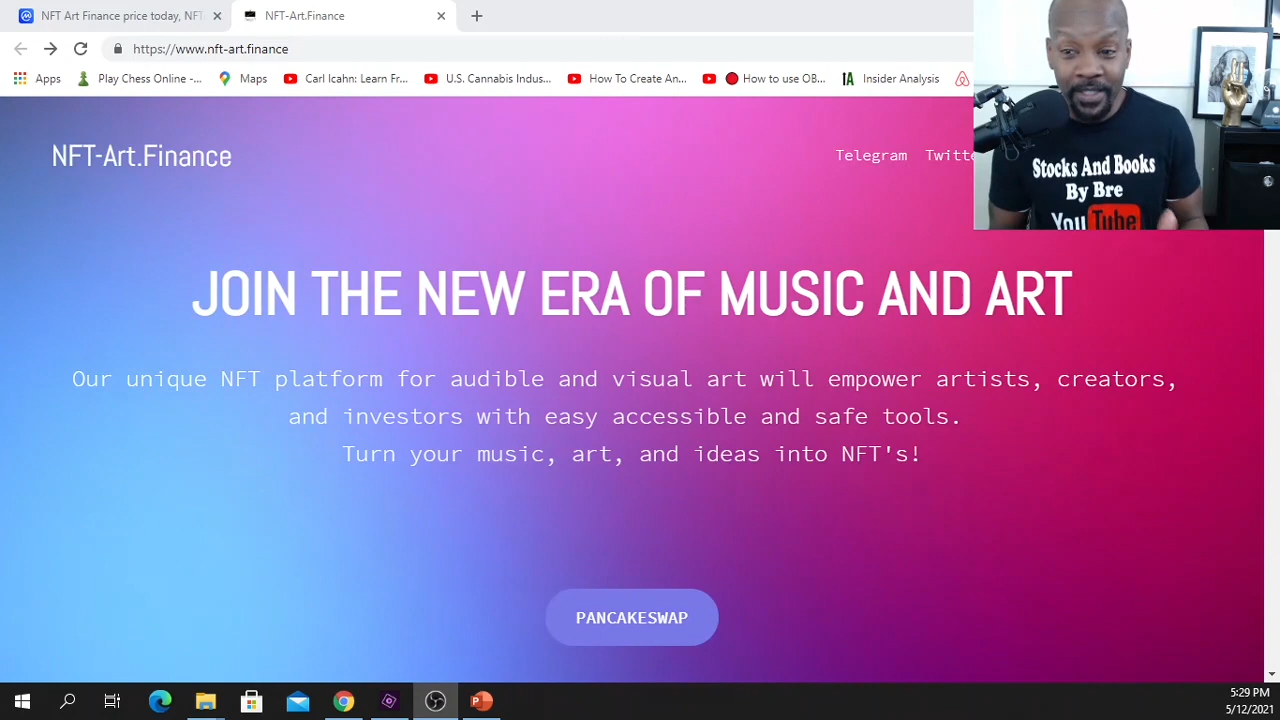 NFT Art Finance price today, NFT
NFT-Art.Finance
https://www.nft-art.finance
Apps
Play Chess Online -...
Maps
Carl Icahn: Learn Fr...
U.S. Cannabis Indus...
How To Create An...
How to use OB...
Insider Analysis
NFT-Art.Finance
Telegram
Twitte
Stocks And Books
By Bre
YouTube
JOIN THE NEW ERA OF MUSIC AND ART
Our unique NFT platform for audible and visual art will empower artists, creators,
and investors with easy accessible and safe tools.
Turn your music, art, and ideas into NFT's!
PANCAKESWAP
5:29 PM
5/12/2021